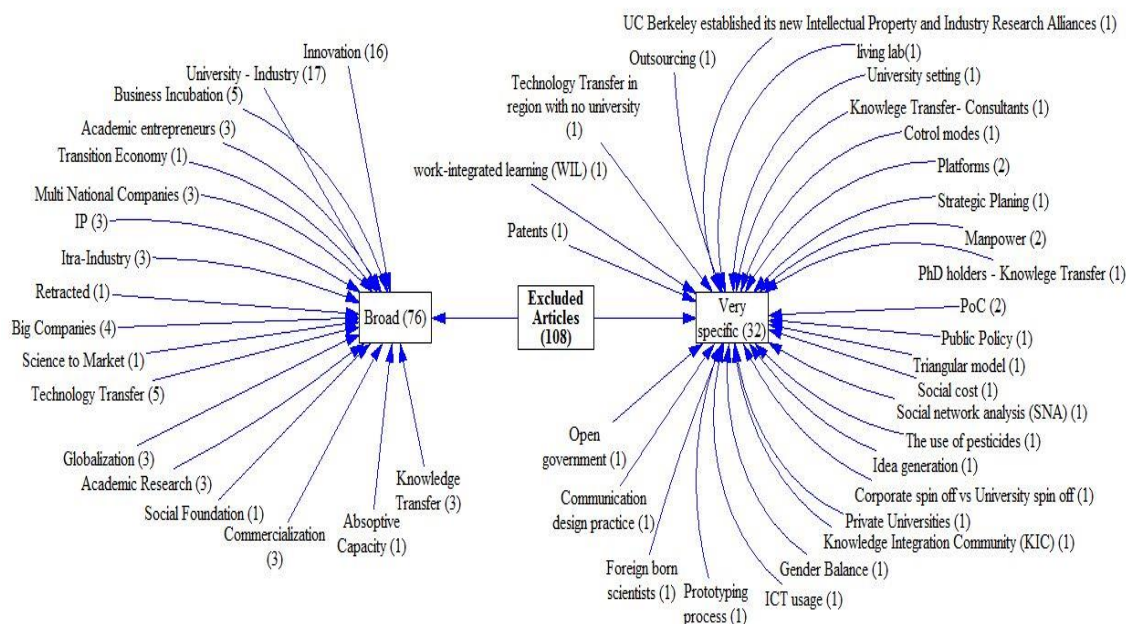 Innovation (16)
University - Industry (17)
Business Incubation (5)
Academic entrepreneurs (3)
Transition Economy (1)
Multi National Companies (3)
IP (3)
Itra-Industry (3)
Retracted (1)
Big Companies (4)
Science to Market (1)
Technology Transfer (5)
Globalization (3)
Academic Research (3)
Social Foundation (1)
Commercialization
(3)
Absoptive
Capacity (1)
Knowledge
Transfer (3)
Broad (76)
Excluded
Articles
(108)
Very
specific (32)
UC Berkeley established its new Intellectual Property and Industry Research Alliances (1)
Outsourcing (1)
living lab(1)
University setting (1)
Technology Transfer in
region with no university
(1)
Knowlege Transfer- Consultants (1)
Cotrol modes (1)
work-integrated learning (WIL) (1)
Platforms (2)
Strategic Planing (1)
Patents (1)
Manpower (2)
PhD holders - Knowlege Transfer (1)
PoC (2)
Public Policy (1)
Triangular model (1)
Social cost (1)
Social network analysis (SNA) (1)
The use of pesticides (1)
Idea generation (1)
Corporate spin off vs University spin off (1)
Private Universities (1)
Knowledge Integration Community (KIC) (1)
Gender Balance (1)
ICT usage (1)
Prototyping
process (1)
Foreign born
scientists (1)
Communication
design practice (1)
Open
government (1)